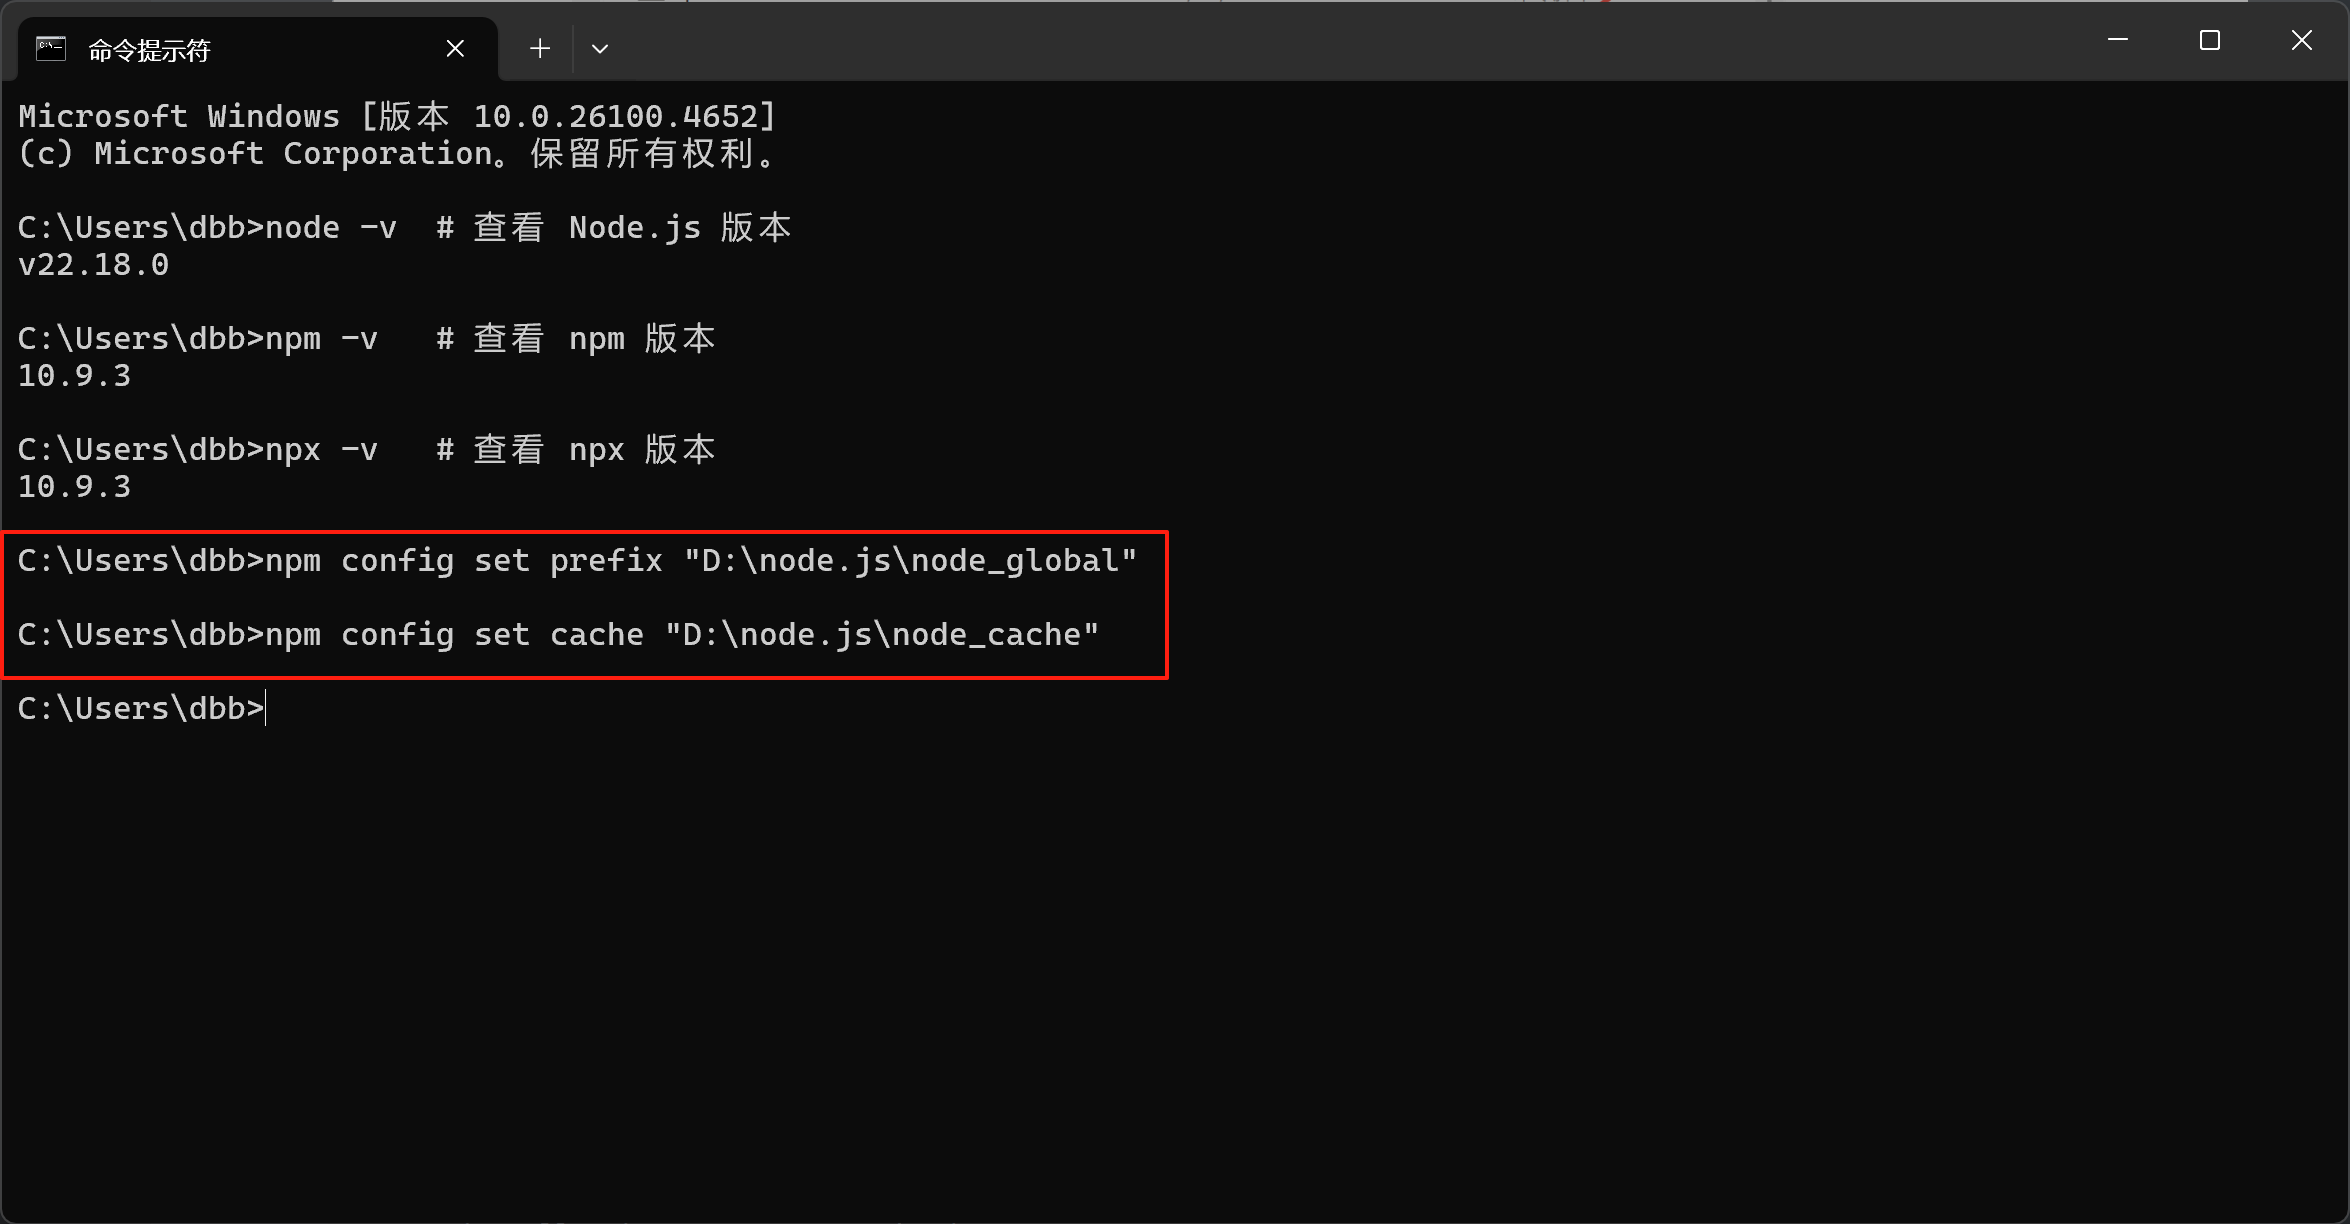 命令提示符
Microsoft Windows [版本 10.0.26100.4652]
(c) Microsoft Corporation。保留所有权利。
C:\Users\dbb>node -v  # 查看 Node.js 版本
v22.18.0
C:\Users\dbb>npm -v   # 查看 npm 版本
10.9.3
C:\Users\dbb>npx -v   # 查看 npx 版本
10.9.3
C:\Users\dbb>npm config set prefix "D:\node.js\node_global"
C:\Users\dbb>npm config set cache "D:\node.js\node_cache"
C:\Users\dbb>